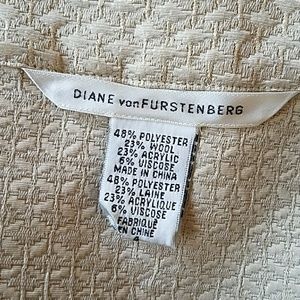 DIANE vonFURSTENBERG
48% POLYESTER
23% WOOL
23% ACRYLIC
6% VISCOSE
MADE IN CHINA
48% POLYESTER
23% LAINE
23% ACRYLIQUE
6% VISCOSE
FABRIQUÉ
EN CHINE